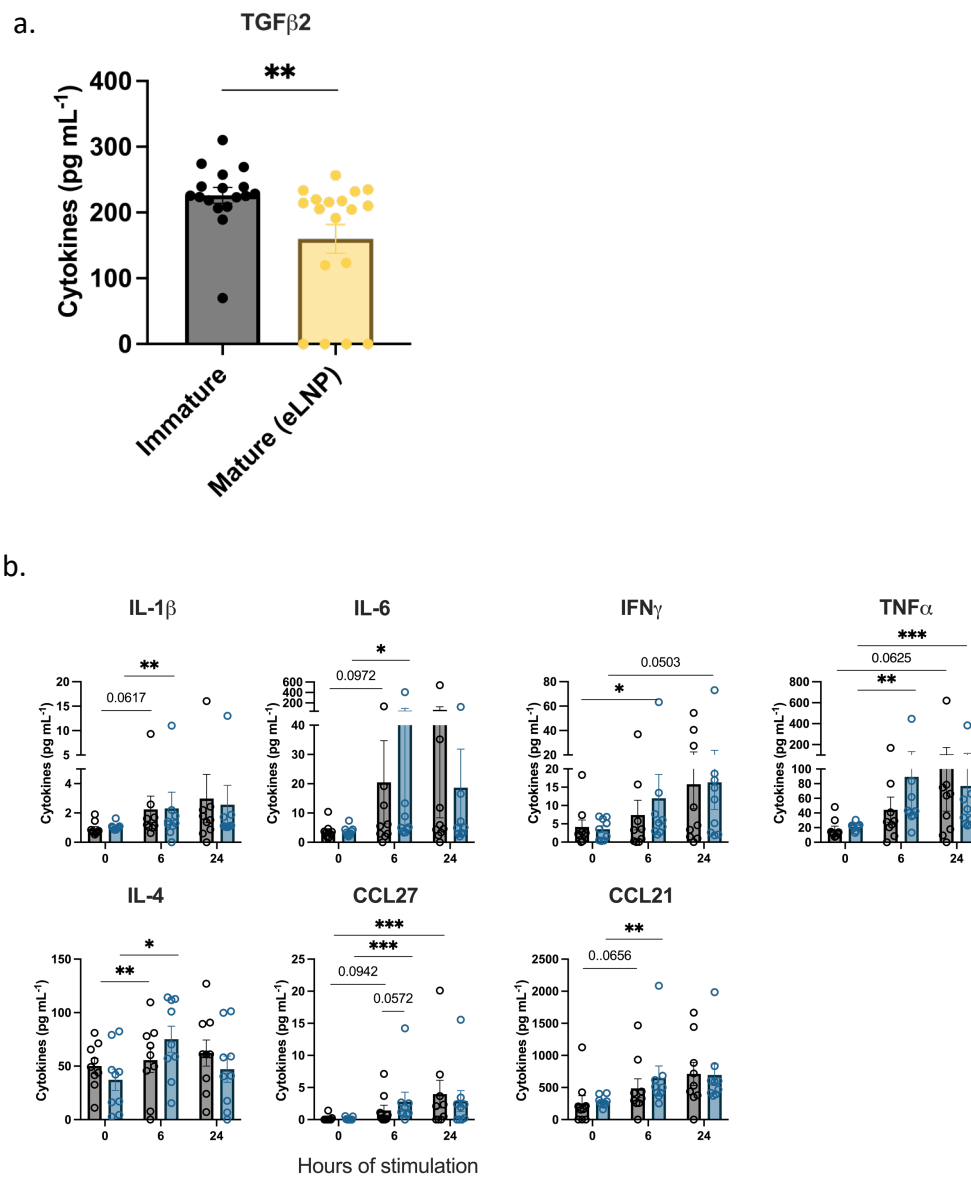 a.
TGFβ2
**
400
300
200
100
0
Cytokines (pg mL-1)
Immature
Mature (eLNP)
b.
IL-1β
**
0.0617
20
15
10
5
4
2
0
Cytokines (pg mL-1)
0 6 24
IL-6
*
0.0972
600
400
200
40
30
20
10
0
Cytokines (pg mL-1)
0 6 24
IFNγ
0.0503
*
60
40
20
20
15
10
5
0
Cytokines (pg mL-1)
0 6 24
TNFα
***
0.0625
**
800
600
400
200
100
80
60
40
20
0
Cytokines (pg mL-1)
0 6 24
IL-4
*
**
150
100
50
0
Cytokines (pg mL-1)
0 6 24
CCL27
***
***
0.0942
0.0572
20
15
10
5
0
Cytokines (pg mL-1)
0 6 24
CCL21
**
0..0656
2500
2000
1500
1000
500
0
Cytokines (pg mL-1)
0 6 24
Hours of stimulation